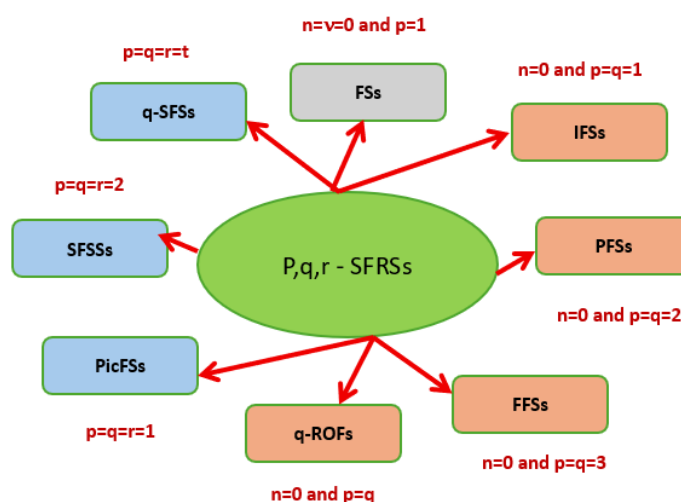 n=ν=0 and p=1
p=q=r=t
n=0 and p=q=1
FSs
q-SFSs
IFSs
p=q=r=2
SFSSs
PFSs
P,q,r - SFRSs
n=0 and p=q=2
PicFSs
FFSs
p=q=r=1
q-ROFs
n=0 and p=q=3
n=0 and p=q